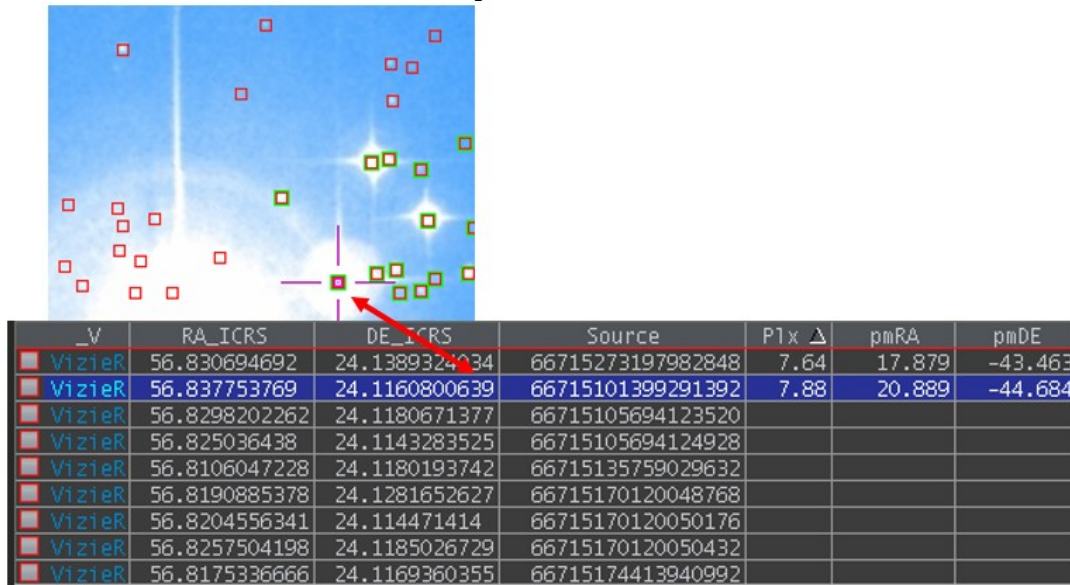 _V RA_ICRS DE_ICRS Source Plx Δ pmRA pmDE
VizieR 56.830694692 24.1389324034 66715273197982848 7.64 17.879 -43.463
VizieR 56.837753769 24.1160800639 66715101399291392 7.88 20.889 -44.684
VizieR 56.8298202262 24.1180671377 66715105694123520
VizieR 56.825036438 24.1143283525 66715105694124928
VizieR 56.8106047228 24.1180193742 66715135759029632
VizieR 56.8190885378 24.1281652627 66715170120048768
VizieR 56.8204556341 24.114471414 66715170120050176
VizieR 56.8257504198 24.1185026729 66715170120050432
VizieR 56.8175336666 24.1169360355 66715174413940992